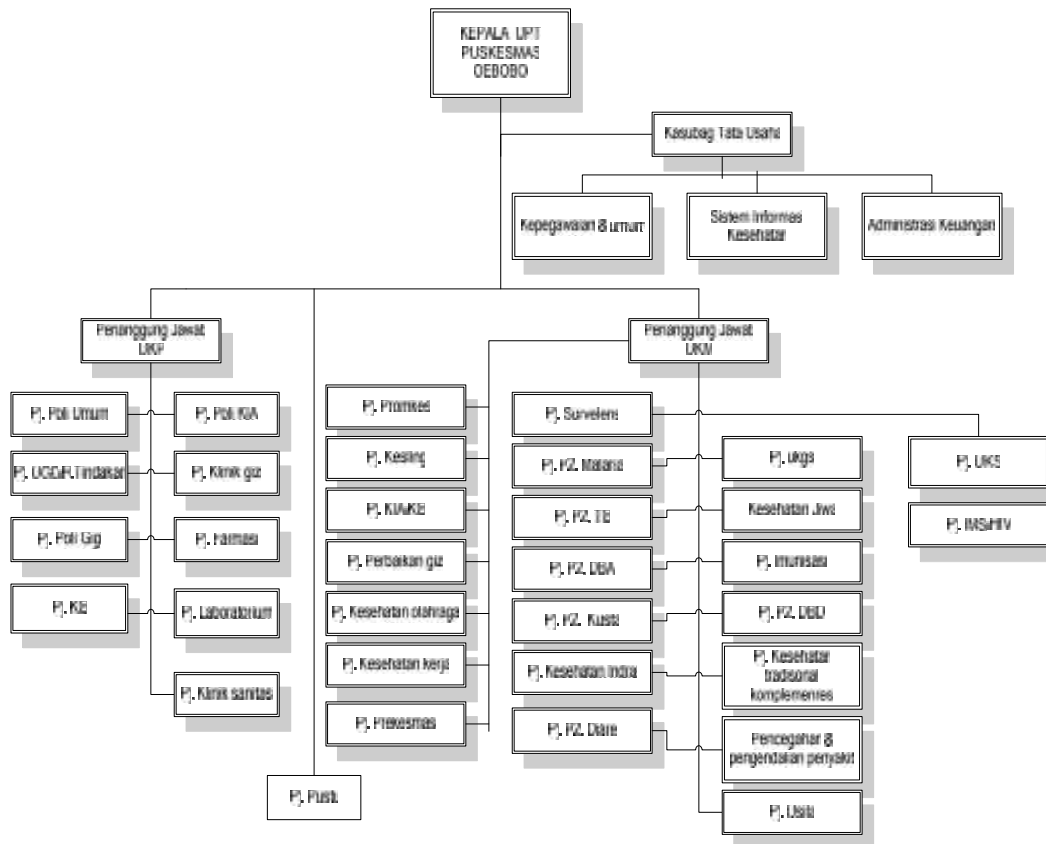 KEPALA UPT
PUSKESMAS
OEBOBO
Kasubag Tata Usaha
Kepegawaian & umum
Sistem Informasi
Kesehatan
Administrasi Keuangan
Penanggung Jawab
UKP
Penanggung Jawab
UKM
Pj. Poli Umum
Pj. Poli KIA
Pj. UGD/R.Tindakan
Pj. Klinik gizi
Pj. Poli Gigi
Pj. Farmasi
Pj. KB
Pj. Laboratorium
Pj. Klinik sanitasi
Pj. Promkes
Pj. Kesling
Pj. KIA/KB
Pj. Perbaikan gizi
Pj. Kesehatan olahraga
Pj. Kesehatan kerja
Pj. Prekesmas
Pj. Pustu
Pj. Surveilens
Pj. P2. Malaria
Pj. P2. TB
Pj. P2. DBA
Pj. P2. Kusta
Pj. Kesehatan Indra
Pj. P2. Diare
Pj. ukgs
Kesehatan Jiwa
Pj. Imunisasi
Pj. P2. DBD
Pj. Kesehatan
tradisonal
komplemenres
Pencegahan &
pengendalian penyakit
Pj. Usila
Pj. UKS
Pj. IMS/HIV